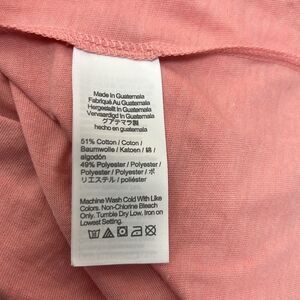 Made In Guatemala
Fabriqué Au Guatemala
Hergestellt In Guatemala
Vervaardigd In Guatemala
グアテマラ製
hecho en guatemala
51% Cotton / Coton /
Baumwolle / Katoen / 綿 /
algodón
49% Polyester / Polyester /
Polyester / Polyester / ポ
リエステル / poliéster
Machine Wash Cold With Like
Colors. Non-Chlorine Bleach
Only. Tumble Dry Low. Iron on
Lowest Setting.